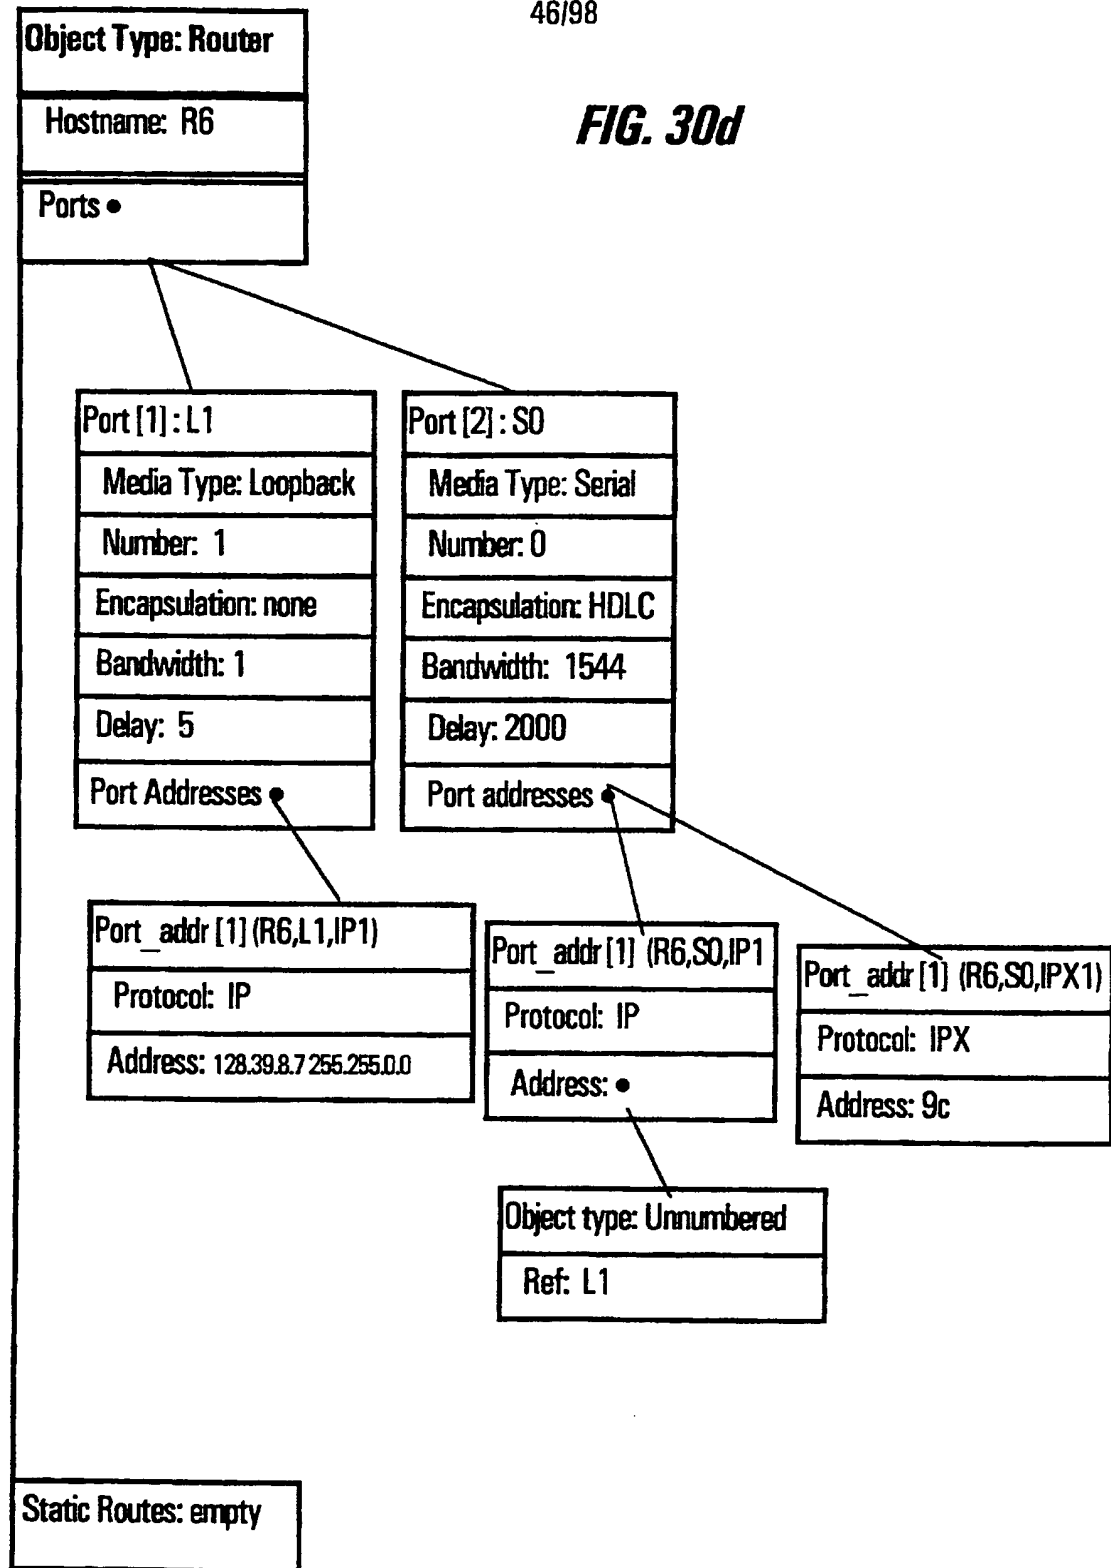 46/98
FIG. 30d
Object Type: Router
Hostname: R6
Ports
Port [1] : L1
Media Type: Loopback
Number: 1
Encapsulation: none
Bandwidth: 1
Delay: 5
Port Addresses
Port [2] : S0
Media Type: Serial
Number: 0
Encapsulation: HDLC
Bandwidth: 1544
Delay: 2000
Port addresses
Port_addr [1] (R6,L1,IP1)
Protocol: IP
Address: 128.39.8.7 255.255.0.0
Port_addr [1] (R6,S0,IP1
Protocol: IP
Address:
Port_addr [1] (R6,S0,IPX1)
Protocol: IPX
Address: 9c
Object type: Unnumbered
Ref: L1
Static Routes: empty